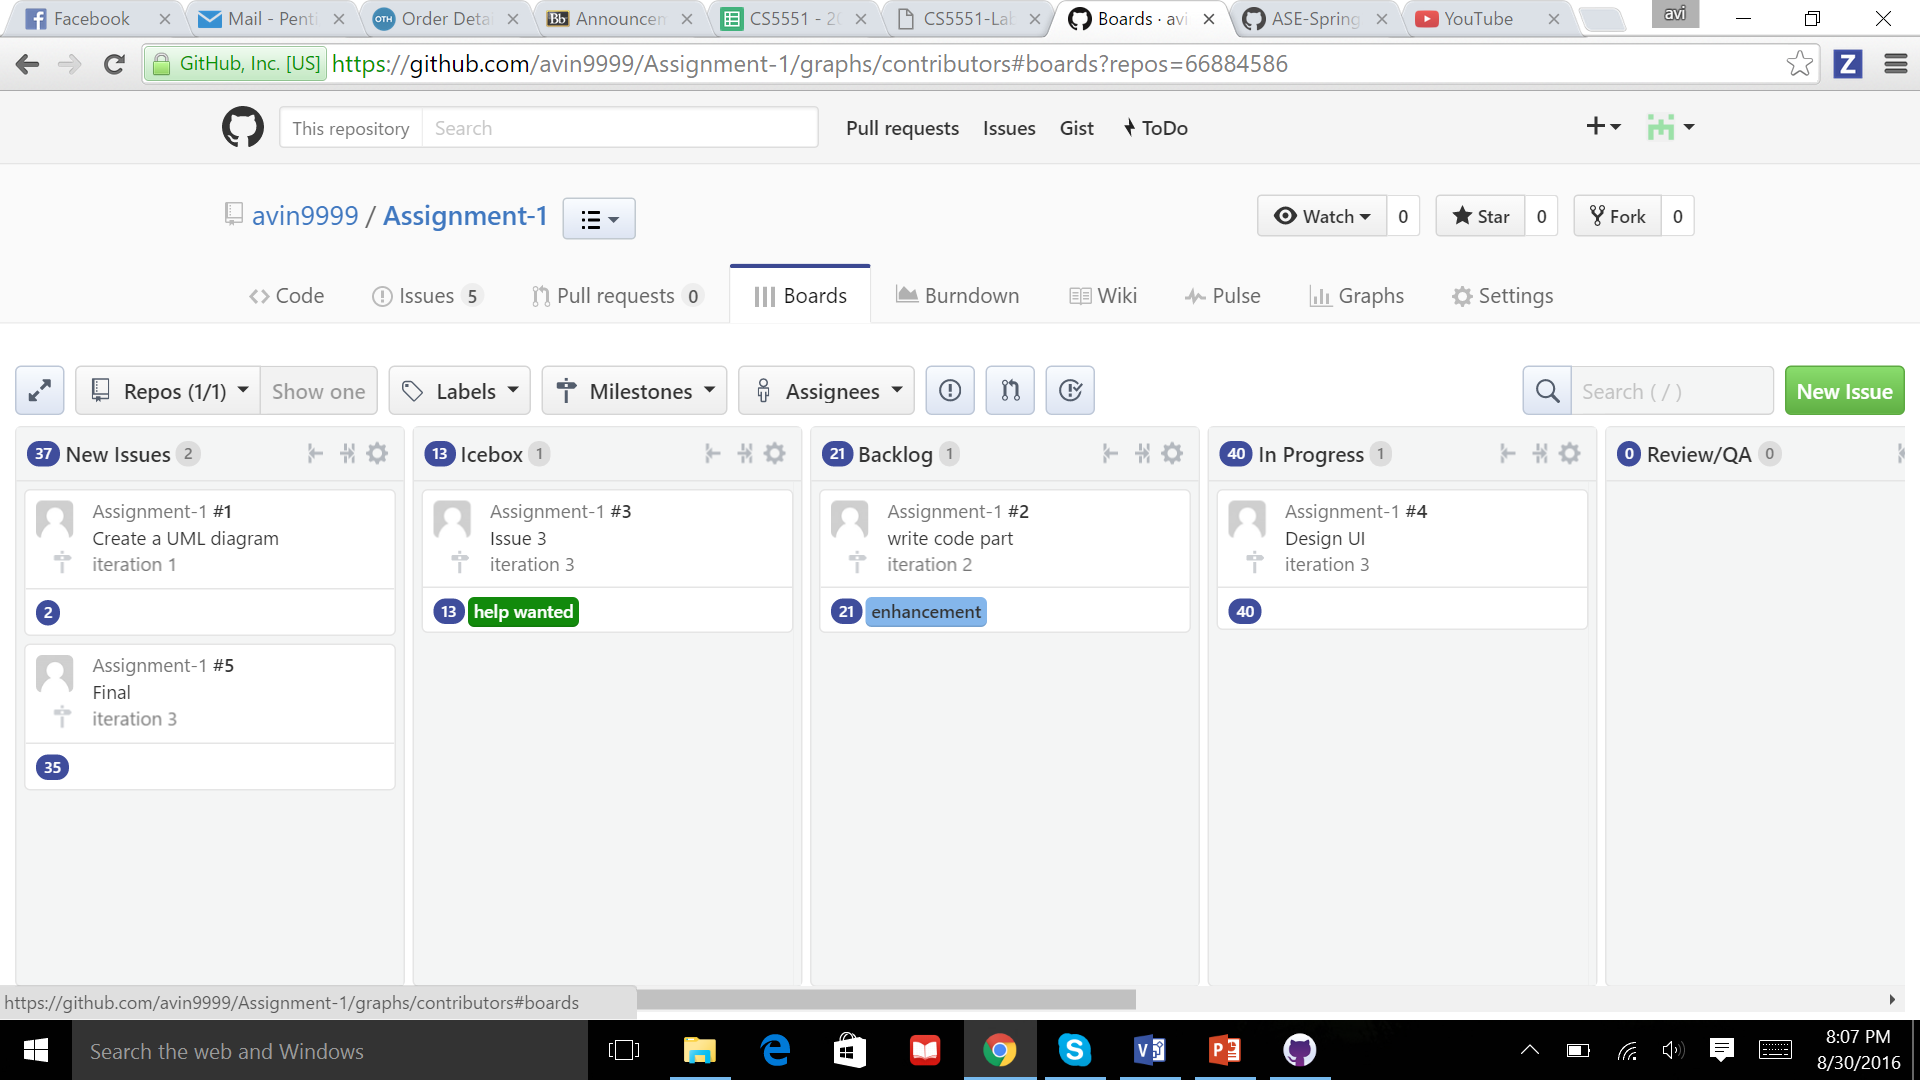 Facebook
Mail - Penti
Order Detai
Announcem
CS5551 - 20
CS5551-Lab
Boards · avi
ASE-Spring
YouTube
avi
GitHub, Inc. [US] https://github.com/avin9999/Assignment-1/graphs/contributors#boards?repos=66884586
Z
This repository Search Pull requests Issues Gist ToDo
avin9999 / Assignment-1 Watch 0 Star 0 Fork 0
Code Issues 5 Pull requests 0 Boards Burndown Wiki Pulse Graphs Settings
Repos (1/1) Show one Labels Milestones Assignees Search ( / ) New Issue
37 New Issues 2
Assignment-1 #1
Create a UML diagram
iteration 1
2
Assignment-1 #5
Final
iteration 3
35
13 Icebox 1
Assignment-1 #3
Issue 3
iteration 3
13 help wanted
21 Backlog 1
Assignment-1 #2
write code part
iteration 2
21 enhancement
40 In Progress 1
Assignment-1 #4
Design UI
iteration 3
40
0 Review/QA 0
https://github.com/avin9999/Assignment-1/graphs/contributors#boards
Search the web and Windows
8:07 PM
8/30/2016